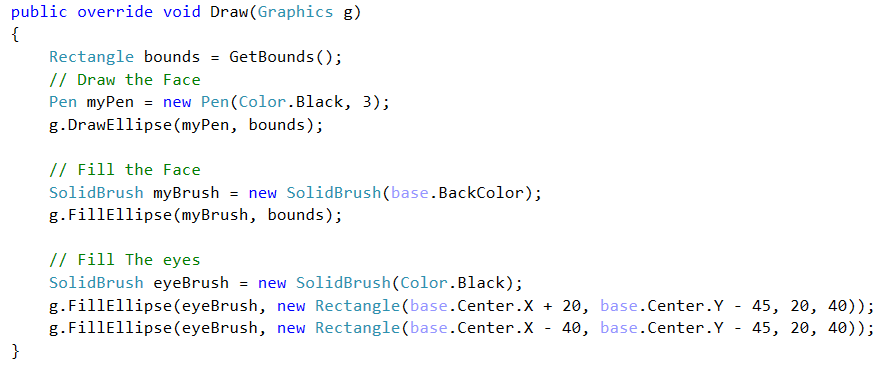 public override void Draw(Graphics g)
{
    Rectangle bounds = GetBounds();
    // Draw the Face
    Pen myPen = new Pen(Color.Black, 3);
    g.DrawEllipse(myPen, bounds);

    // Fill the Face
    SolidBrush myBrush = new SolidBrush(base.BackColor);
    g.FillEllipse(myBrush, bounds);

    // Fill The eyes
    SolidBrush eyeBrush = new SolidBrush(Color.Black);
    g.FillEllipse(eyeBrush, new Rectangle(base.Center.X + 20, base.Center.Y - 45, 20, 40));
    g.FillEllipse(eyeBrush, new Rectangle(base.Center.X - 40, base.Center.Y - 45, 20, 40));
}